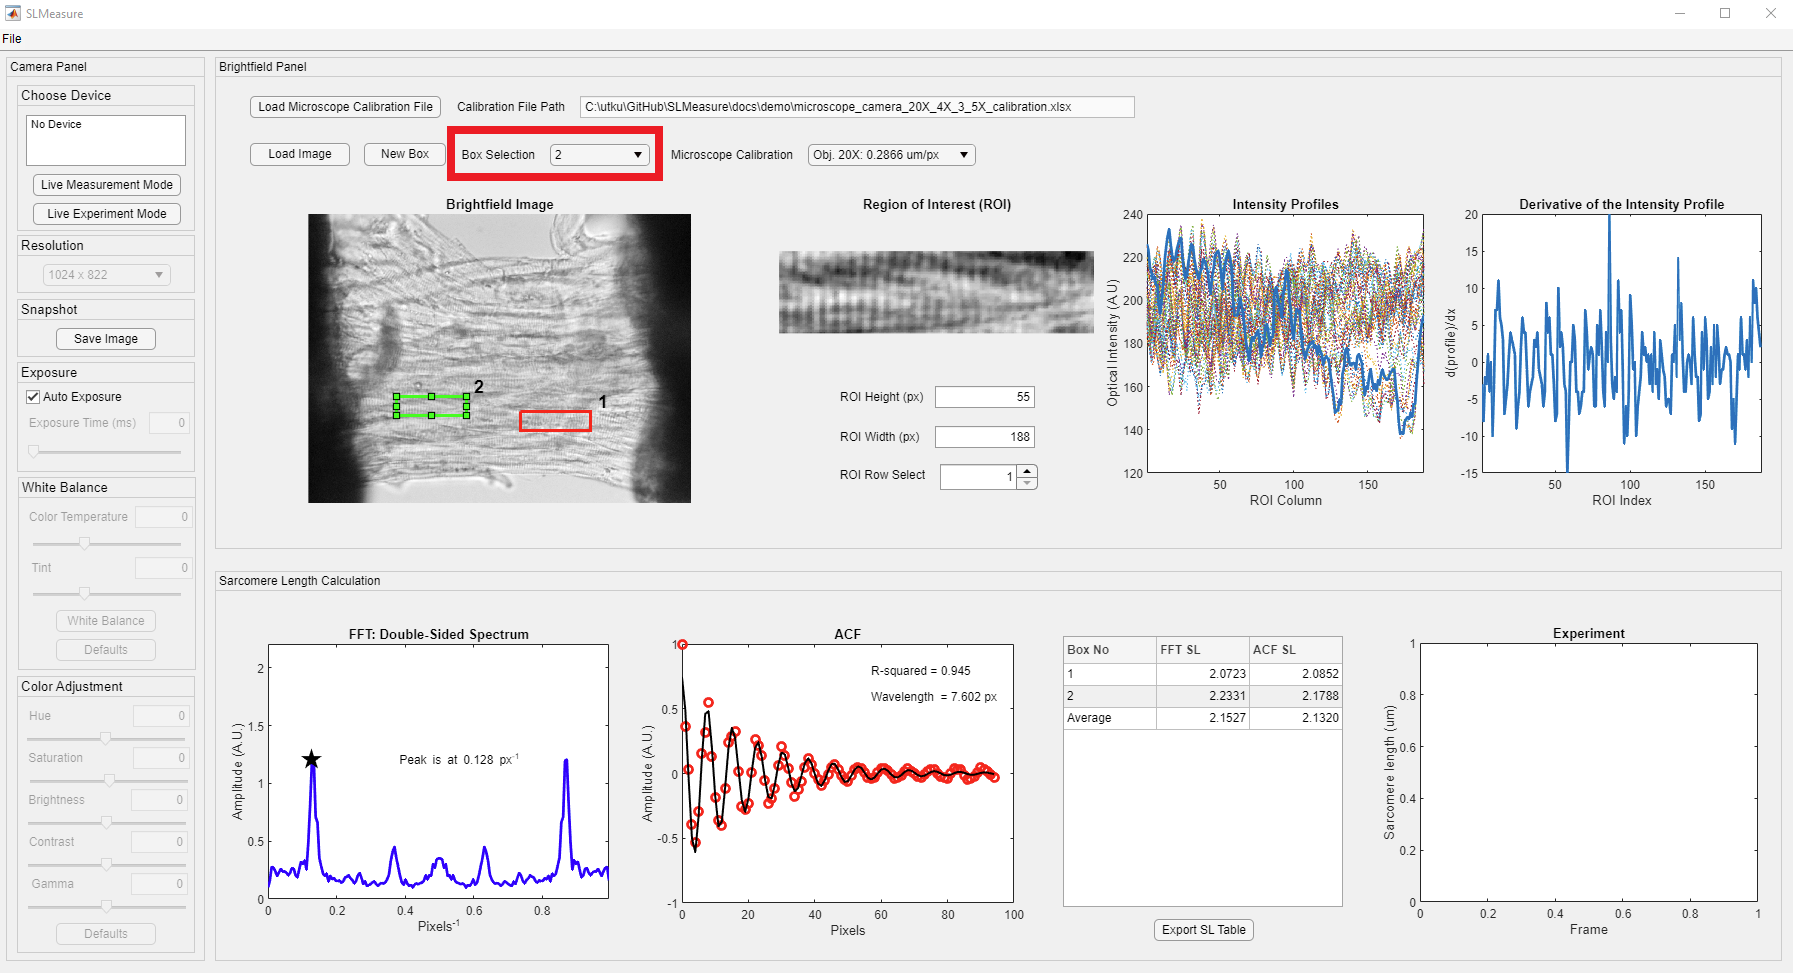 SLMeasure
File
Camera Panel
Choose Device
No Device
Live Measurement Mode
Live Experiment Mode
Resolution
1024 x 822
Snapshot
Save Image
Exposure
Auto Exposure
Exposure Time (ms) 0
White Balance
Color Temperature 0
Tint 0
White Balance
Defaults
Color Adjustment
Hue 0
Saturation 0
Brightness 0
Contrast 0
Gamma 0
Defaults
Brightfield Panel
Load Microscope Calibration File Calibration File Path C:\utku\GitHub\SLMeasure\docs\demo\microscope_camera_20X_4X_3_5X_calibration.xlsx
Load Image New Box Box Selection 2 Microscope Calibration Obj. 20X: 0.2866 um/px
Brightfield Image
2
1
Region of Interest (ROI)
ROI Height (px) 55
ROI Width (px) 188
ROI Row Select 1
Intensity Profiles
Optical Intensity (A.U)
240
220
200
180
160
140
120
50 100 150
ROI Column
Derivative of the Intensity Profile
d(profile)/dx
20
15
10
5
0
-5
-10
-15
50 100 150
ROI Index
Sarcomere Length Calculation
FFT: Double-Sided Spectrum
Amplitude (A.U.)
2
1.5
1
0.5
0
Peak is at 0.128 px-1
0 0.2 0.4 0.6 0.8
Pixels-1
ACF
Amplitude (A.U.)
1
0.5
0
-0.5
-1
R-squared = 0.945
Wavelength = 7.602 px
0 20 40 60 80 100
Pixels
Box No FFT SL ACF SL
1 2.0723 2.0852
2 2.2331 2.1788
Average 2.1527 2.1320
Export SL Table
Experiment
Sarcomere length (um)
1
0.8
0.6
0.4
0.2
0
0 0.2 0.4 0.6 0.8 1
Frame